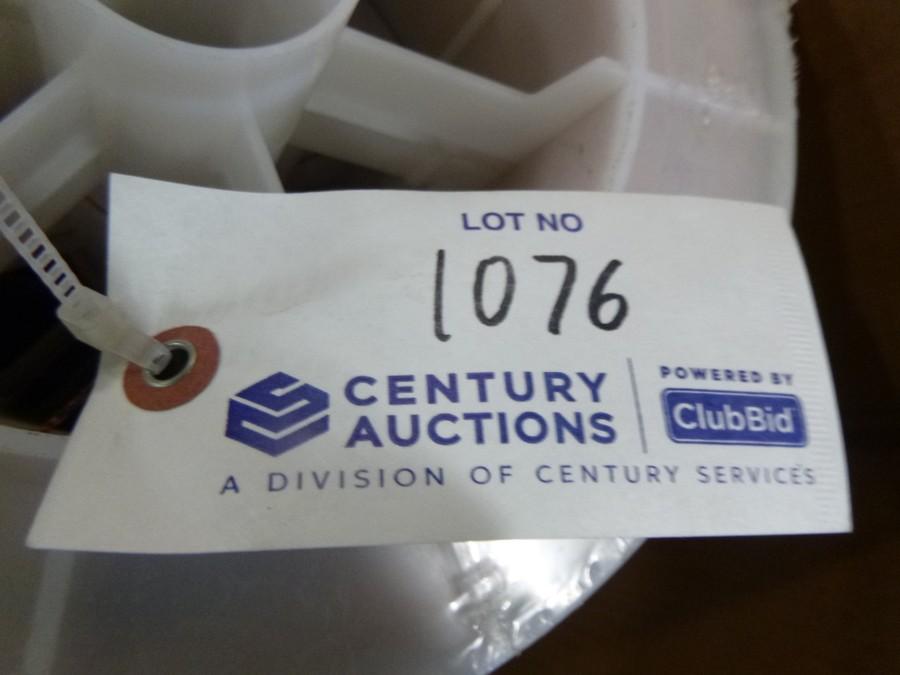 LOT NO
1076
CENTURY AUCTIONS
POWERED BY
ClubBid
A DIVISION OF CENTURY SERVICES